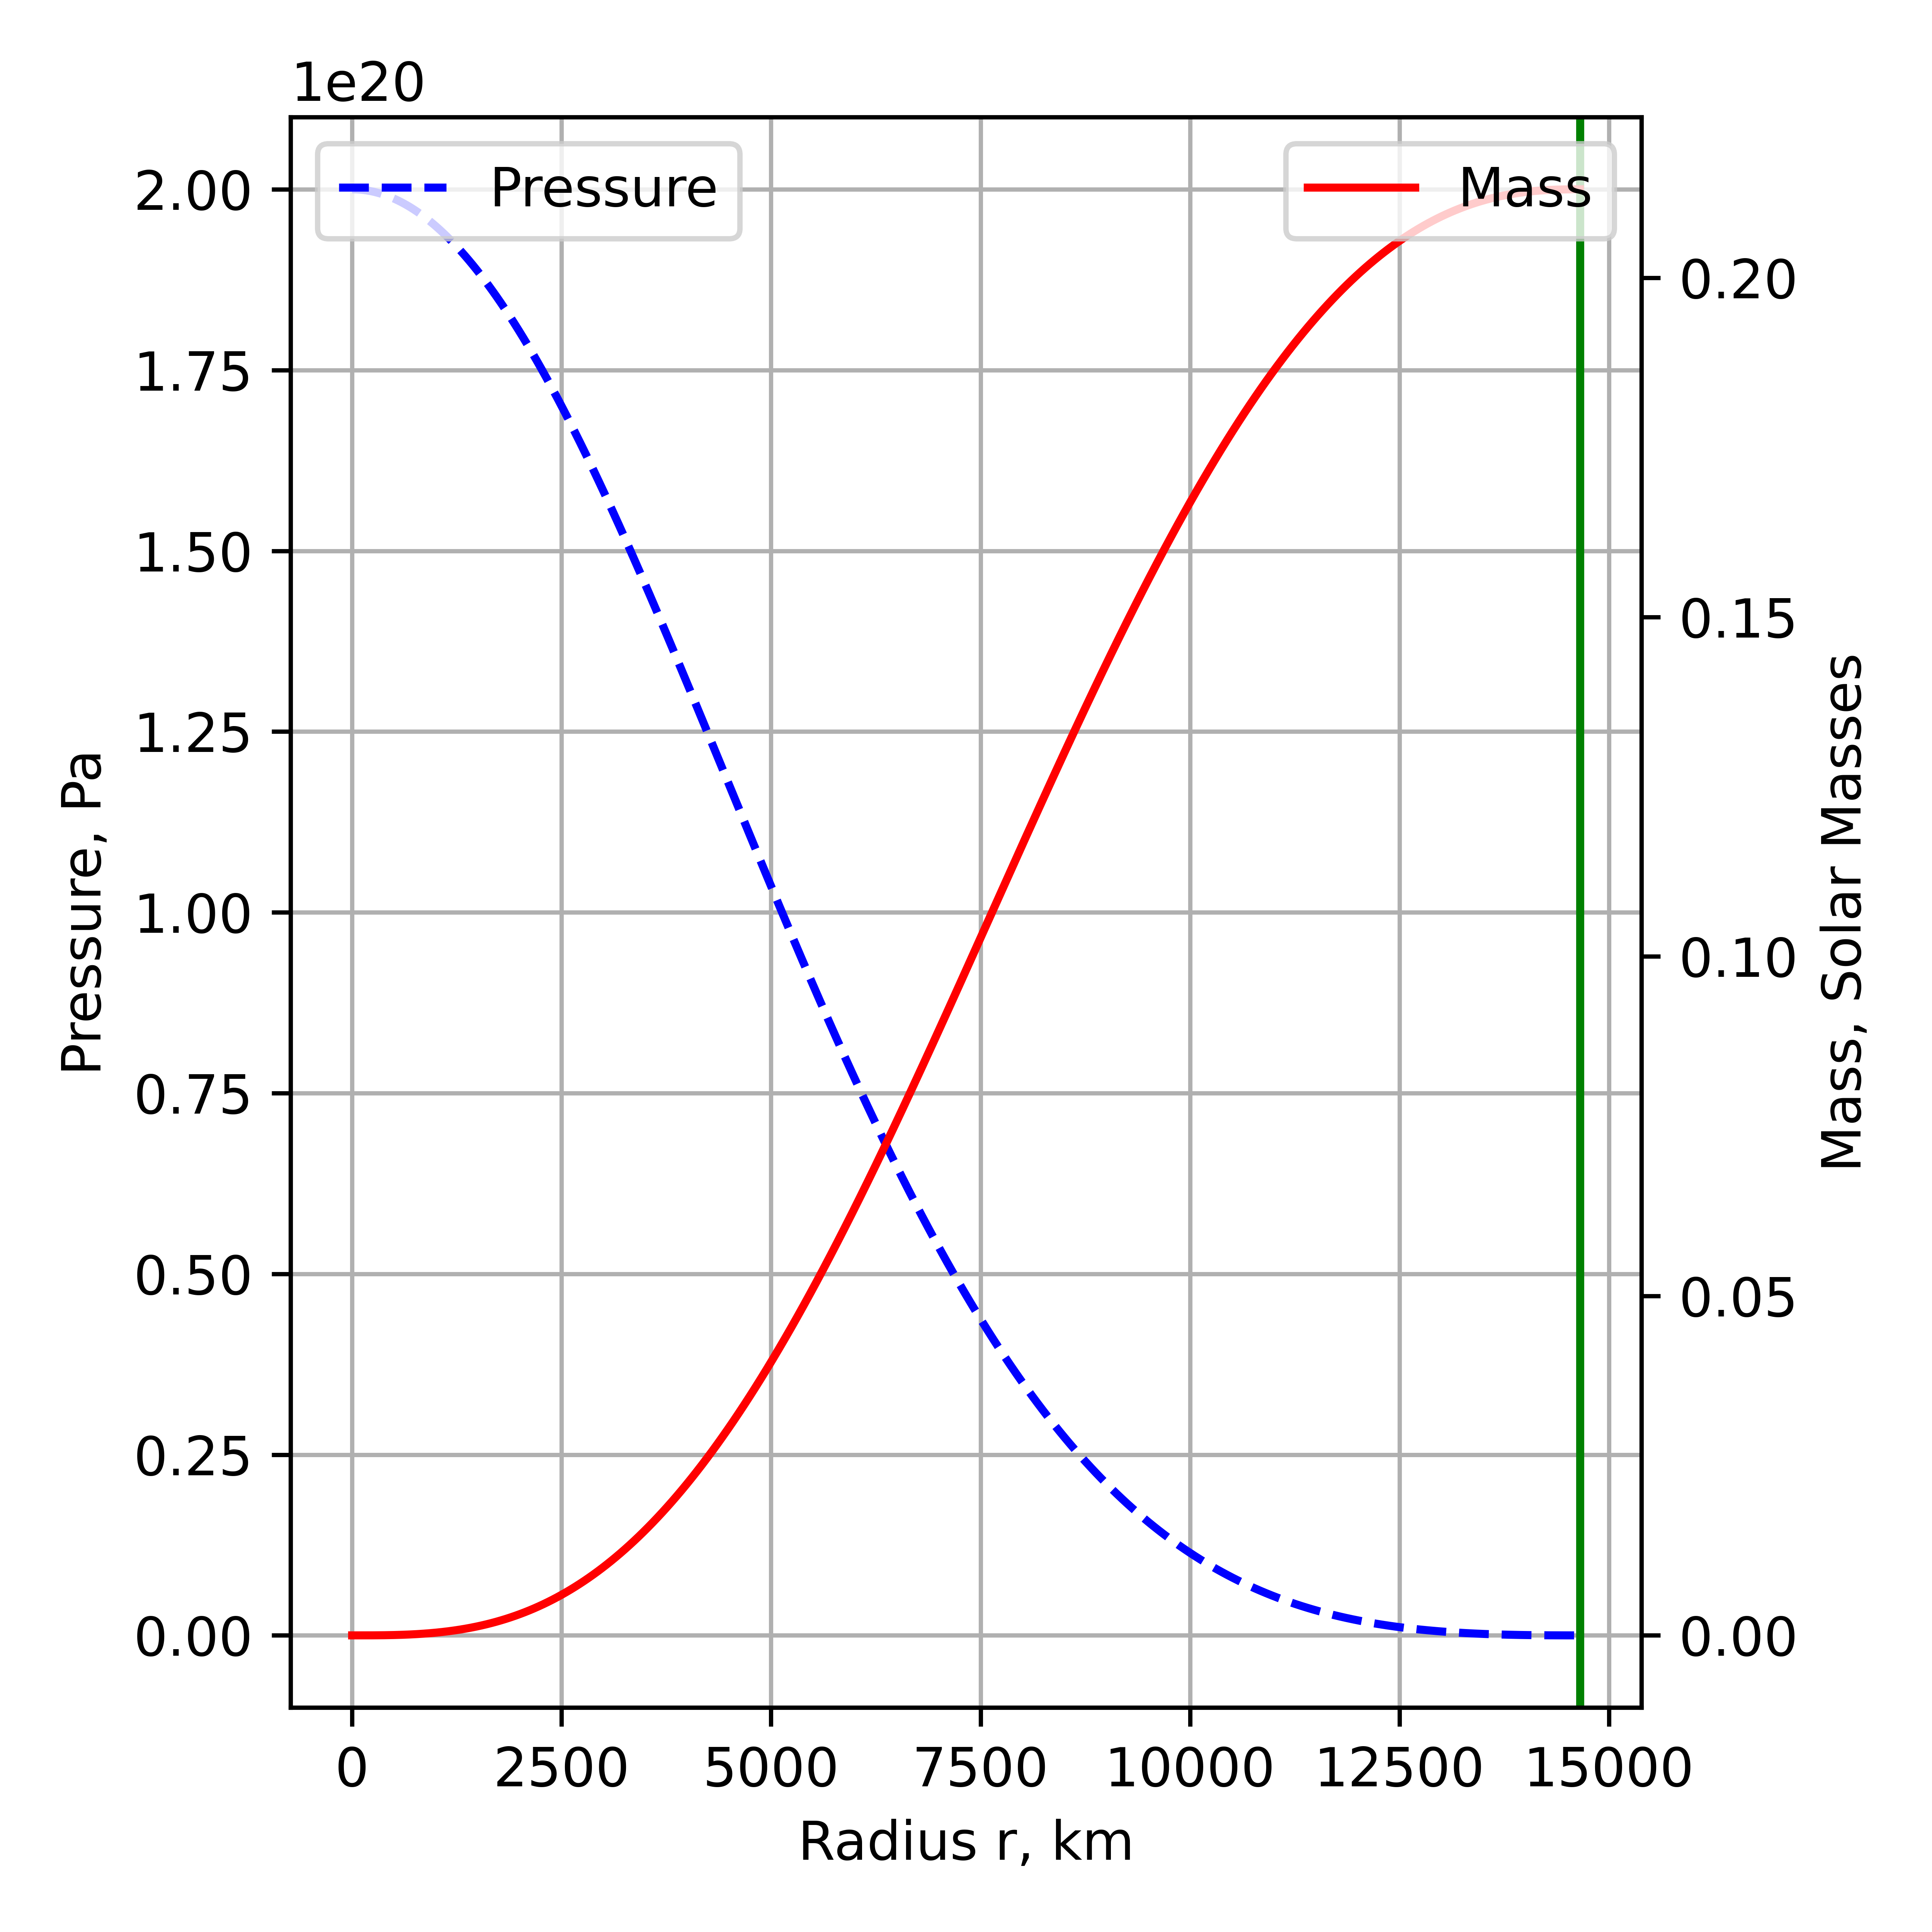 1e20
Pressure
Mass
2.00
1.75
1.50
1.25
1.00
0.75
0.50
0.25
0.00
Pressure, Pa
0.20
0.15
0.10
0.05
0.00
Mass, Solar Masses
0 2500 5000 7500 10000 12500 15000
Radius r, km